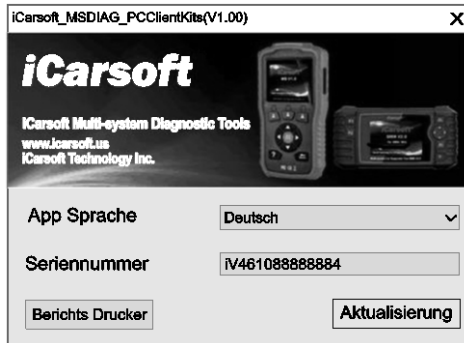 iCarsoft_MSDIAG_PCClientKits(V1.00)
X
iCarsoft
iCarsoft Multi-system Diagnostic Tools
www.icarsoft.us
iCarsoft Technology Inc.
App Sprache
Deutsch
Seriennummer
iV461088888884
Berichts Drucker
Aktualisierung